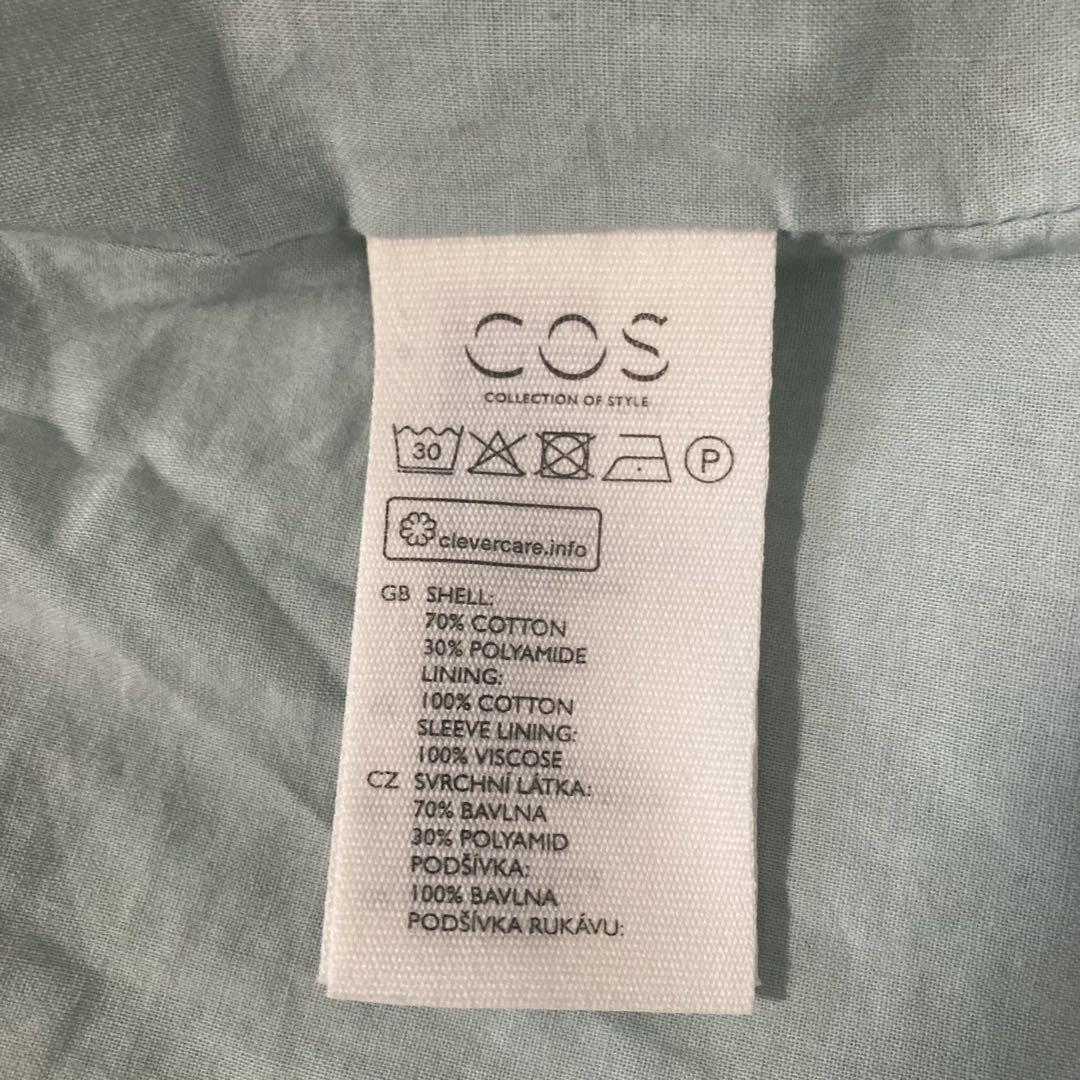 COS
COLLECTION OF STYLE
30 P
clevercare.info
GB SHELL:
70% COTTON
30% POLYAMIDE
LINING:
100% COTTON
SLEEVE LINING:
100% VISCOSE
CZ SVRCHNÍ LÁTKA:
70% BAVLNA
30% POLYAMID
PODŠÍVKA:
100% BAVLNA
PODŠÍVKA RUKÁVU: